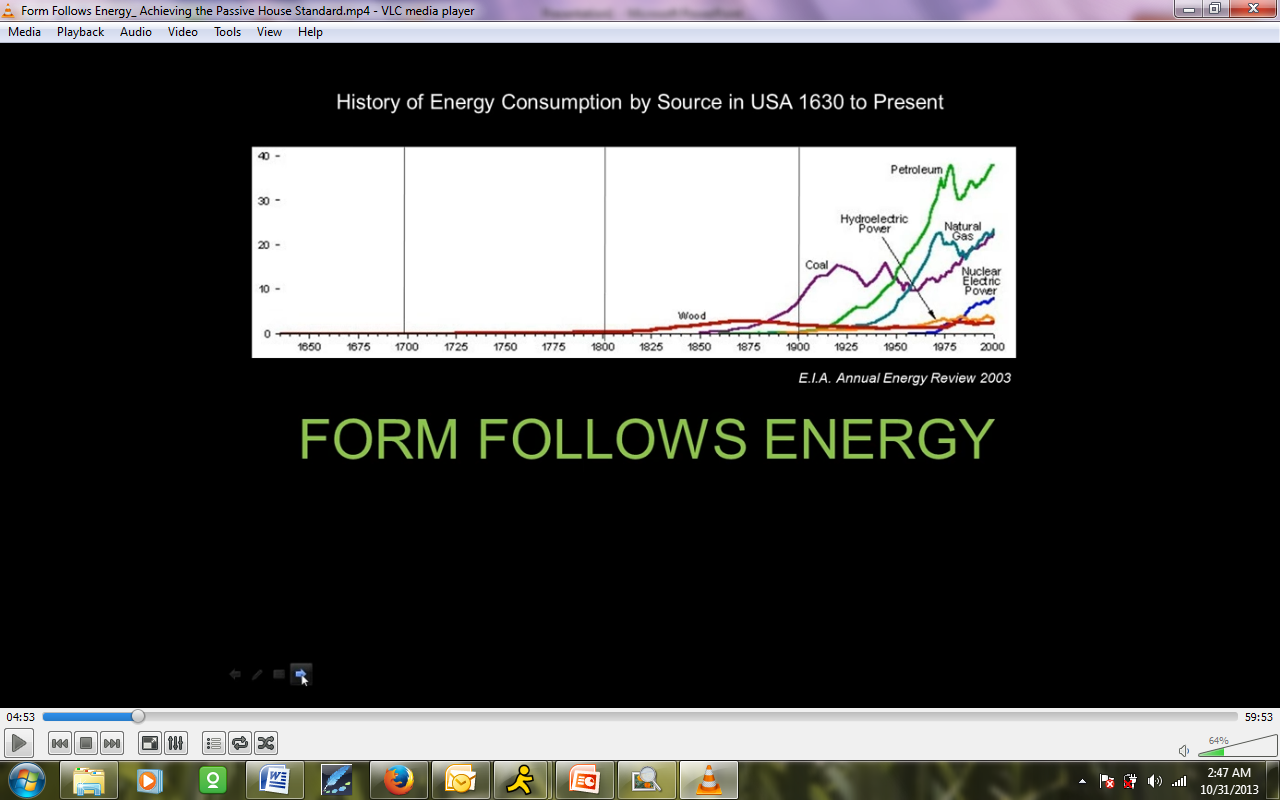 Form Follows Energy_ Achieving the Passive House Standard.mp4 - VLC media player
Media Playback Audio Video Tools View Help
History of Energy Consumption by Source in USA 1630 to Present
40
30
20
10
0
Petroleum
Hydroelectric
Power
Natural
Gas
Coal
Nuclear
Electric
Power
Wood
1650 1675 1700 1725 1750 1775 1800 1825 1850 1875 1900 1925 1950 1975 2000
E.I.A. Annual Energy Review 2003
FORM FOLLOWS ENERGY
04:53
59:53
64%
2:47 AM
10/31/2013